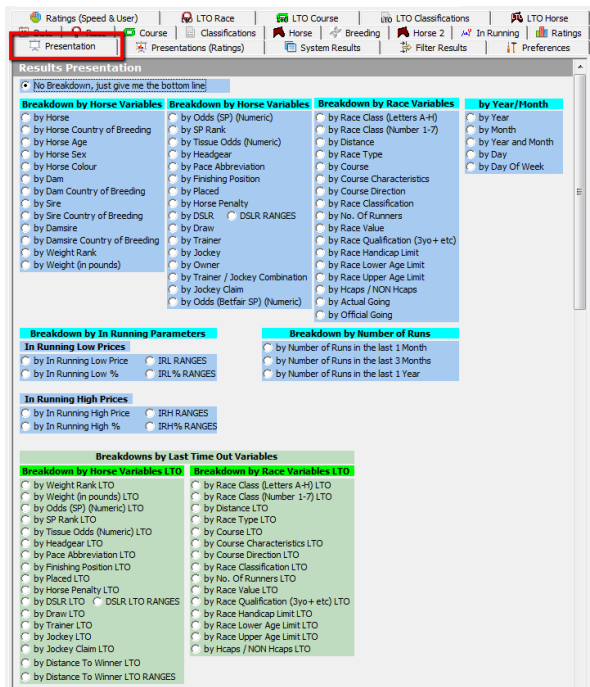 Ratings (Speed & User)
LTO Race
LTO Course
LTO Classifications
LTO Horse
Course
Classifications
Horse
Breeding
Horse 2
In Running
Ratings
Presentation
Presentations (Ratings)
System Results
Filter Results
Preferences
Results Presentation
No Breakdown, just give me the bottom line
Breakdown by Horse Variables
by Horse
by Horse Country of Breeding
by Horse Age
by Horse Sex
by Horse Colour
by Dam
by Dam Country of Breeding
by Sire
by Sire Country of Breeding
by Damsire
by Damsire Country of Breeding
by Weight Rank
by Weight (in pounds)
Breakdown by Horse Variables
by Odds (SP) (Numeric)
by SP Rank
by Tissue Odds (Numeric)
by Headgear
by Pace Abbreviation
by Finishing Position
by Placed
by Horse Penalty
by DSLR DSLR RANGES
by Draw
by Trainer
by Jockey
by Owner
by Trainer / Jockey Combination
by Jockey Claim
by Odds (Betfair SP) (Numeric)
Breakdown by Race Variables
by Race Class (Letters A-H)
by Race Class (Number 1-7)
by Distance
by Race Type
by Course
by Course Characteristics
by Course Direction
by Race Classification
by No. Of Runners
by Race Value
by Race Qualification (3yo+ etc)
by Race Handicap Limit
by Race Lower Age Limit
by Race Upper Age Limit
by Hcaps / NON Hcaps
by Actual Going
by Official Going
by Year/Month
by Year
by Month
by Year and Month
by Day
by Day Of Week
Breakdown by In Running Parameters
In Running Low Prices
by In Running Low Price IRL RANGES
by In Running Low % IRL% RANGES
In Running High Prices
by In Running High Price IRH RANGES
by In Running High % IRH% RANGES
Breakdown by Number of Runs
by Number of Runs in the last 1 Month
by Number of Runs in the last 3 Months
by Number of Runs in the last 1 Year
Breakdowns by Last Time Out Variables
Breakdown by Horse Variables LTO
by Weight Rank LTO
by Weight (in pounds) LTO
by Odds (SP) (Numeric) LTO
by SP Rank LTO
by Tissue Odds (Numeric) LTO
by Headgear LTO
by Pace Abbreviation LTO
by Finishing Position LTO
by Placed LTO
by Horse Penalty LTO
by DSLR LTO DSLR LTO RANGES
by Draw LTO
by Trainer LTO
by Jockey LTO
by Jockey Claim LTO
by Distance To Winner LTO
by Distance To Winner LTO RANGES
Breakdown by Race Variables LTO
by Race Class (Letters A-H) LTO
by Race Class (Number 1-7) LTO
by Distance LTO
by Race Type LTO
by Course LTO
by Course Characteristics LTO
by Course Direction LTO
by Race Classification LTO
by No. Of Runners LTO
by Race Value LTO
by Race Qualification (3yo+ etc) LTO
by Race Handicap Limit LTO
by Race Lower Age Limit LTO
by Race Upper Age Limit LTO
by Hcaps / NON Hcaps LTO